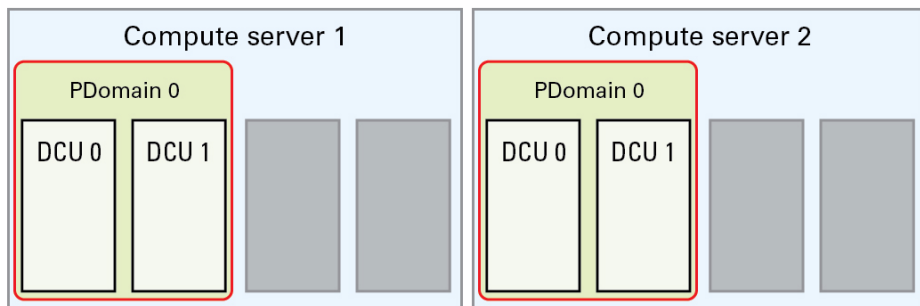 Compute server 1
PDomain 0
DCU 0
DCU 1
Compute server 2
PDomain 0
DCU 0
DCU 1